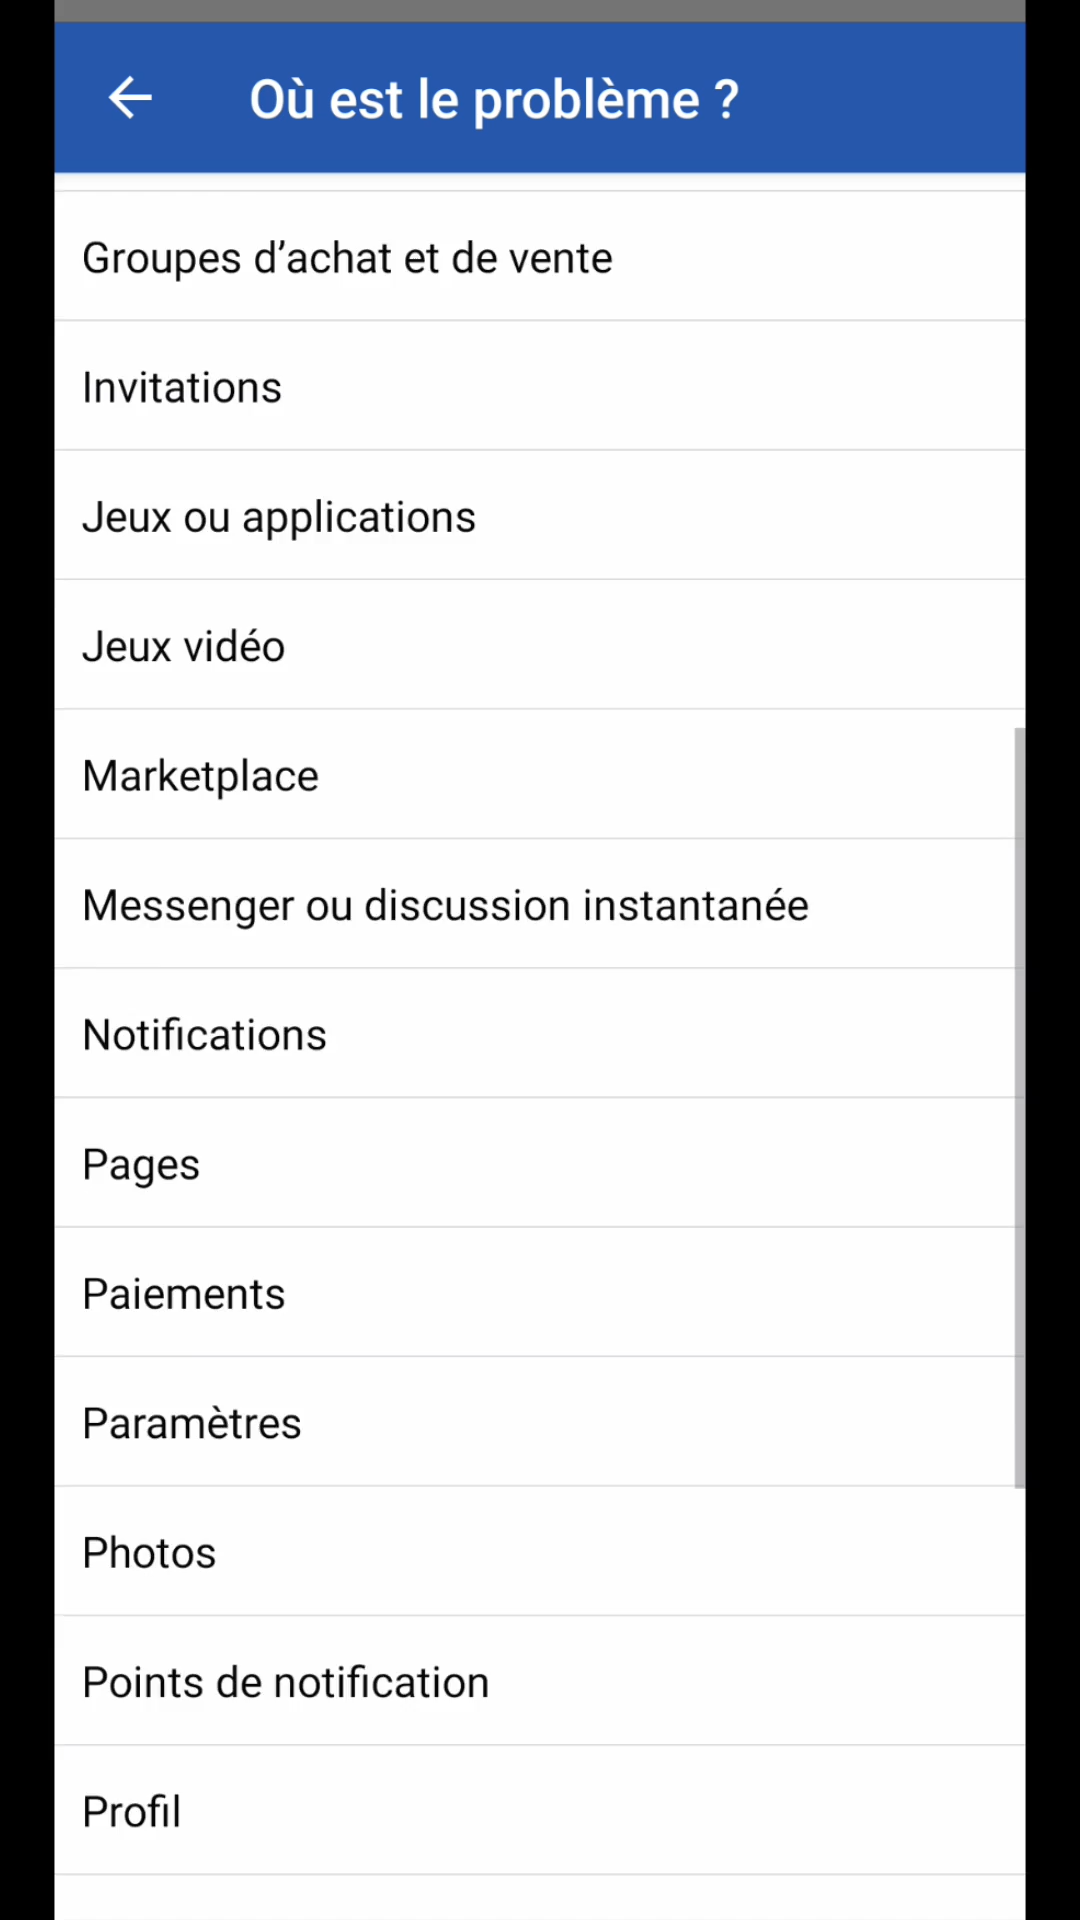 Où est le problème ?
Groupes d’achat et de vente
Invitations
Jeux ou applications
Jeux vidéo
Marketplace
Messenger ou discussion instantanée
Notifications
Pages
Paiements
Paramètres
Photos
Points de notification
Profil